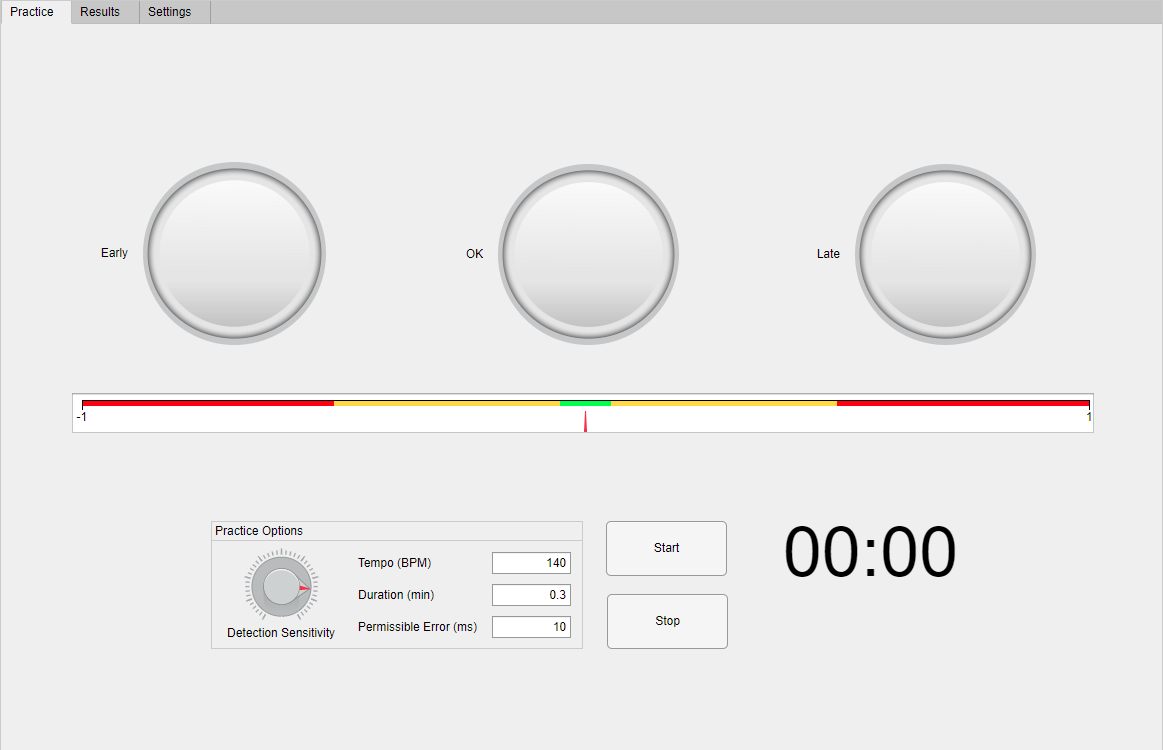 Practice Results Settings
Early OK Late
-1 1
Practice Options
Tempo (BPM) 140
Duration (min) 0.3
Permissible Error (ms) 10
Detection Sensitivity
Start
Stop
00:00